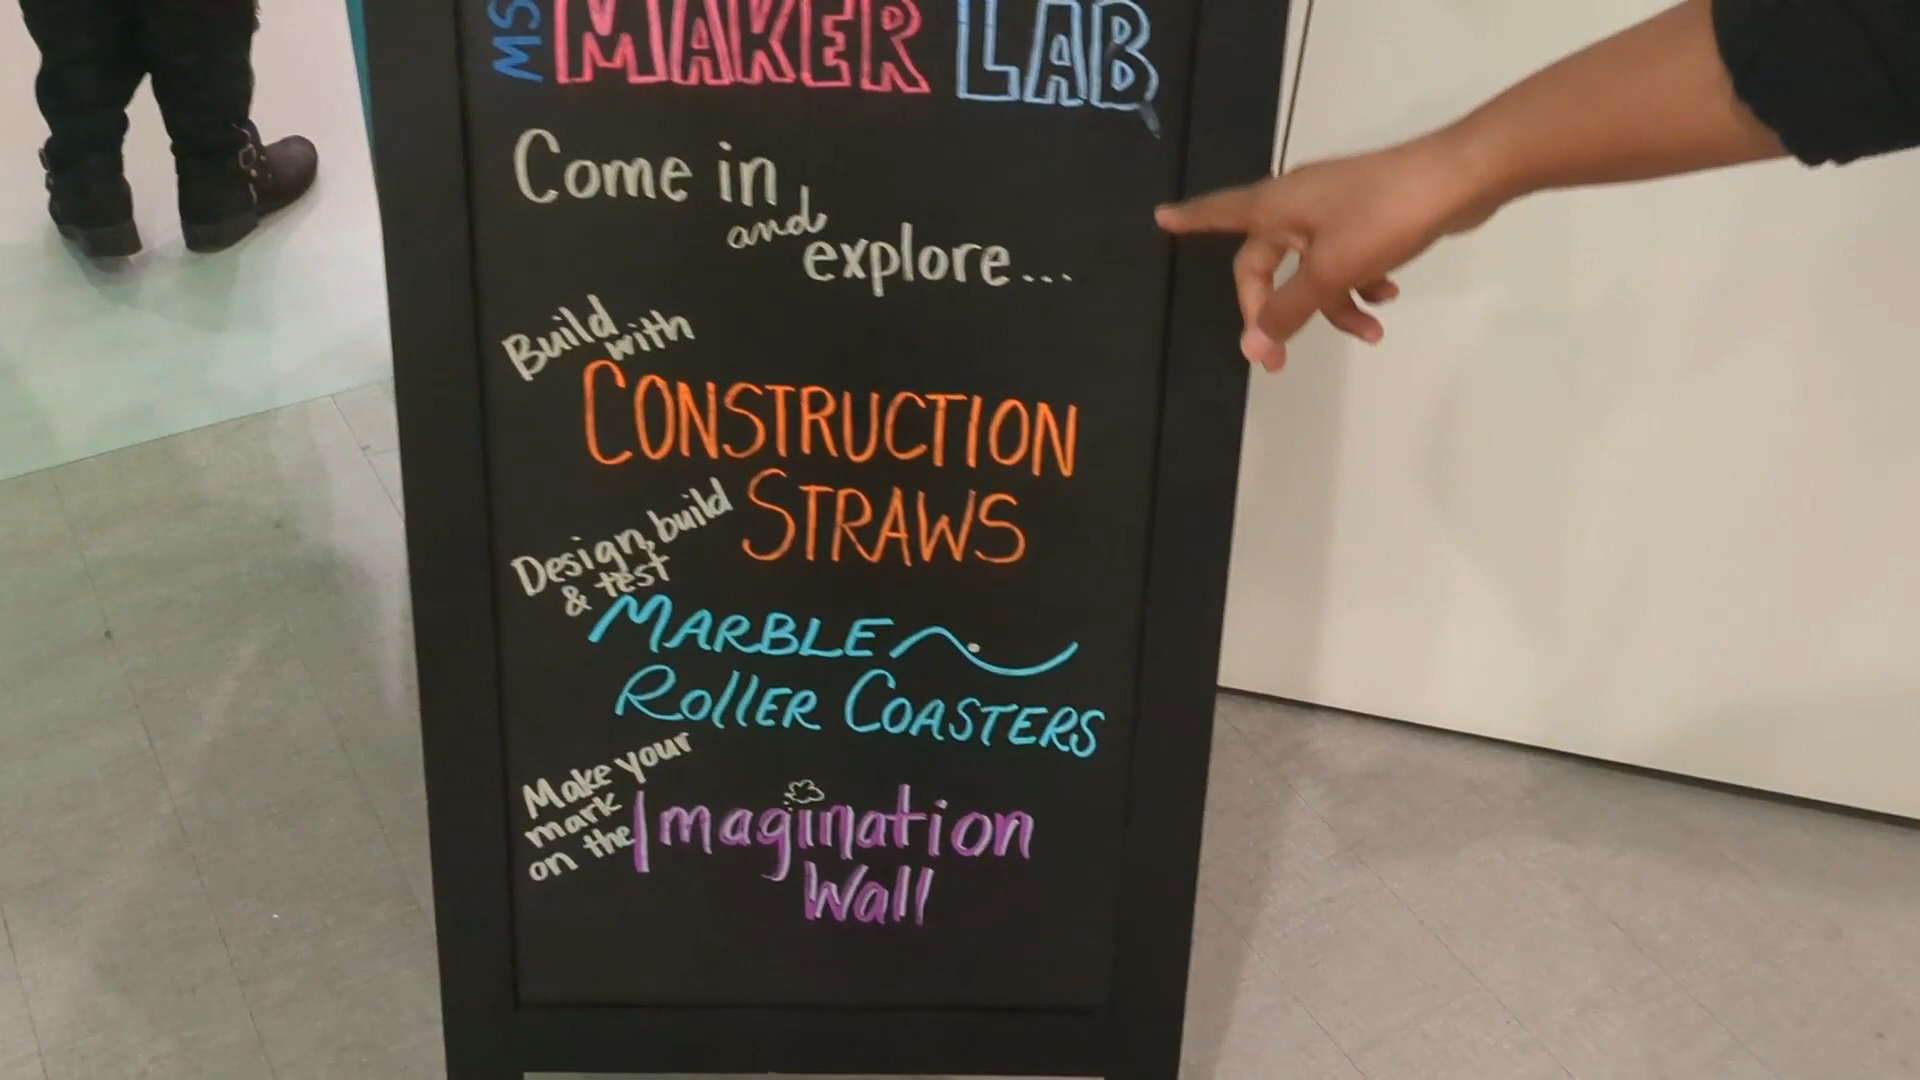 MS MAKER LAB
Come in
and
explore...
Build
with
CONSTRUCTION
STRAWS
Design, build
& test
MARBLE
ROLLER COASTERS
Make your
mark
on the
Imagination
Wall